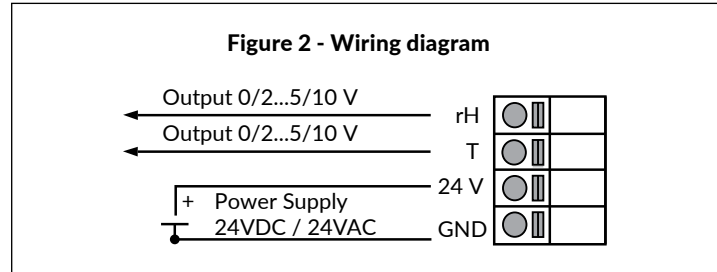 Figure 2 - Wiring diagram
Output 0/2...5/10 V
rH
Output 0/2...5/10 V
T
24 V
+ Power Supply
24VDC / 24VAC
GND